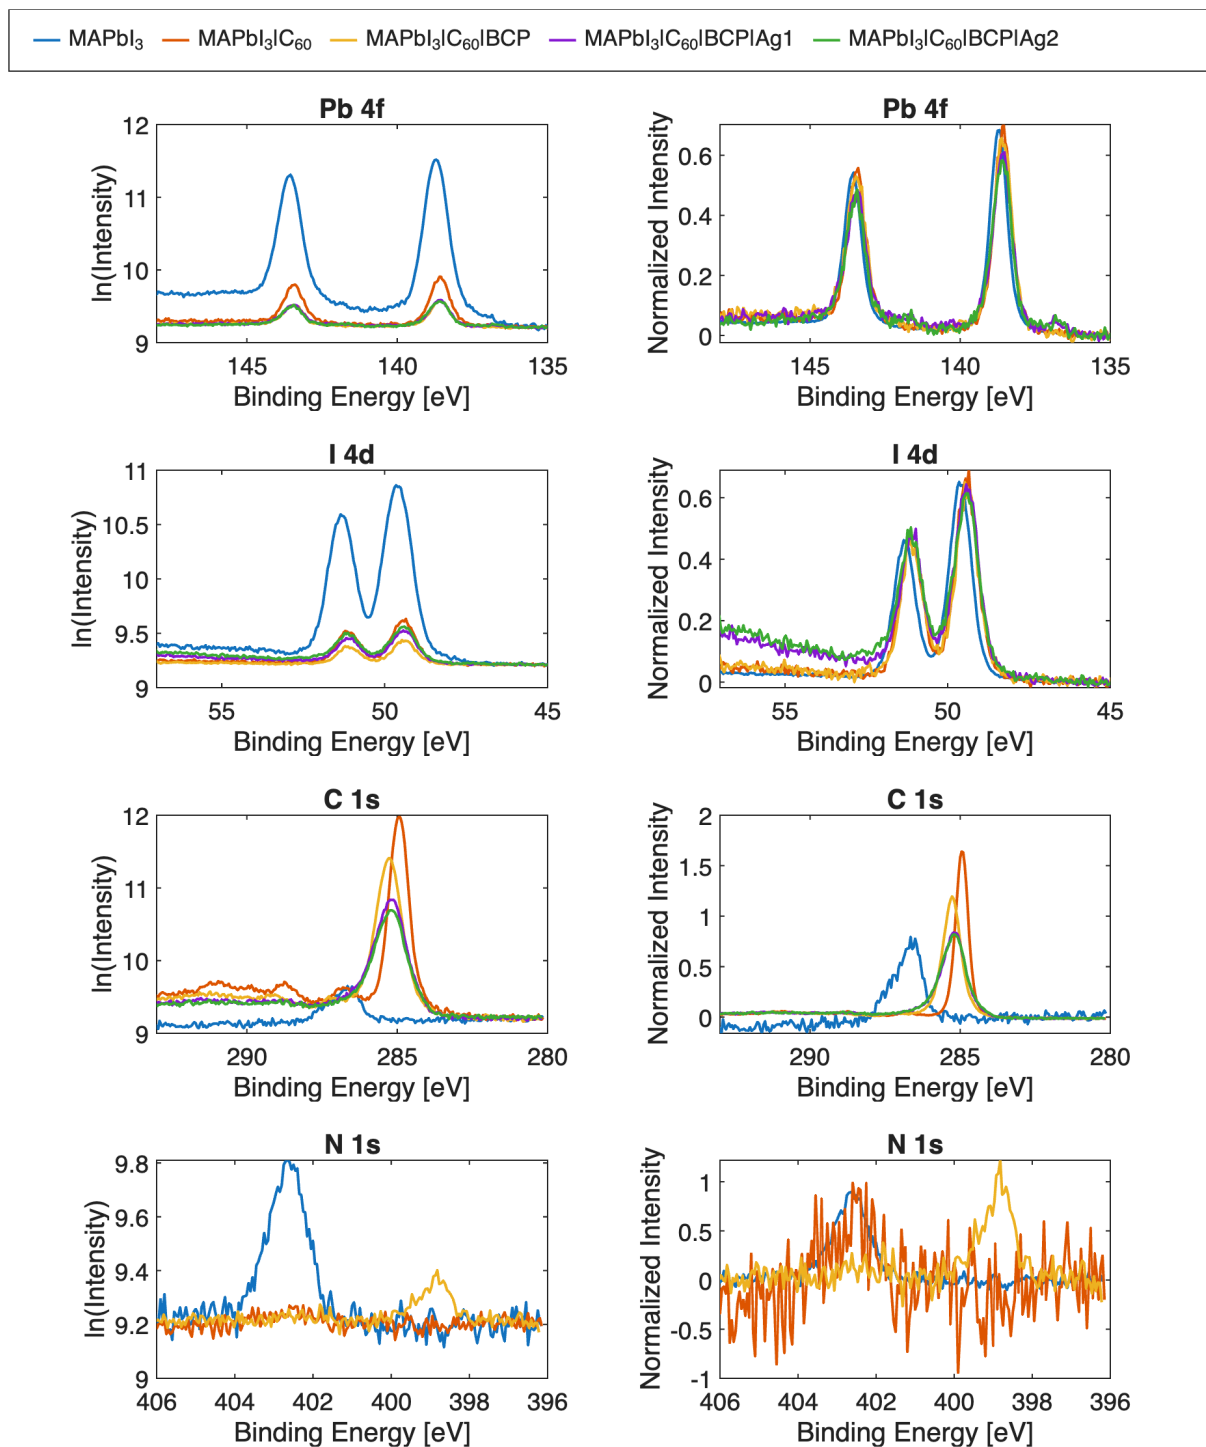 MAPbI₃ MAPbI₃|C₆₀ MAPbI₃|C₆₀|BCP MAPbI₃|C₆₀|BCP|Ag1 MAPbI₃|C₆₀|BCP|Ag2
Pb 4f
ln(Intensity)
12
11
10
9
145 140 135
Binding Energy [eV]
Pb 4f
Normalized Intensity
0.6
0.4
0.2
0
145 140 135
Binding Energy [eV]
I 4d
ln(Intensity)
11
10.5
10
9.5
9
55 50 45
Binding Energy [eV]
I 4d
Normalized Intensity
0.6
0.4
0.2
0
55 50 45
Binding Energy [eV]
C 1s
ln(Intensity)
12
11
10
9
290 285 280
Binding Energy [eV]
C 1s
Normalized Intensity
2
1.5
1
0.5
0
290 285 280
Binding Energy [eV]
N 1s
ln(Intensity)
9.8
9.6
9.4
9.2
9
406 404 402 400 398 396
Binding Energy [eV]
N 1s
Normalized Intensity
1
0.5
0
-0.5
-1
406 404 402 400 398 396
Binding Energy [eV]